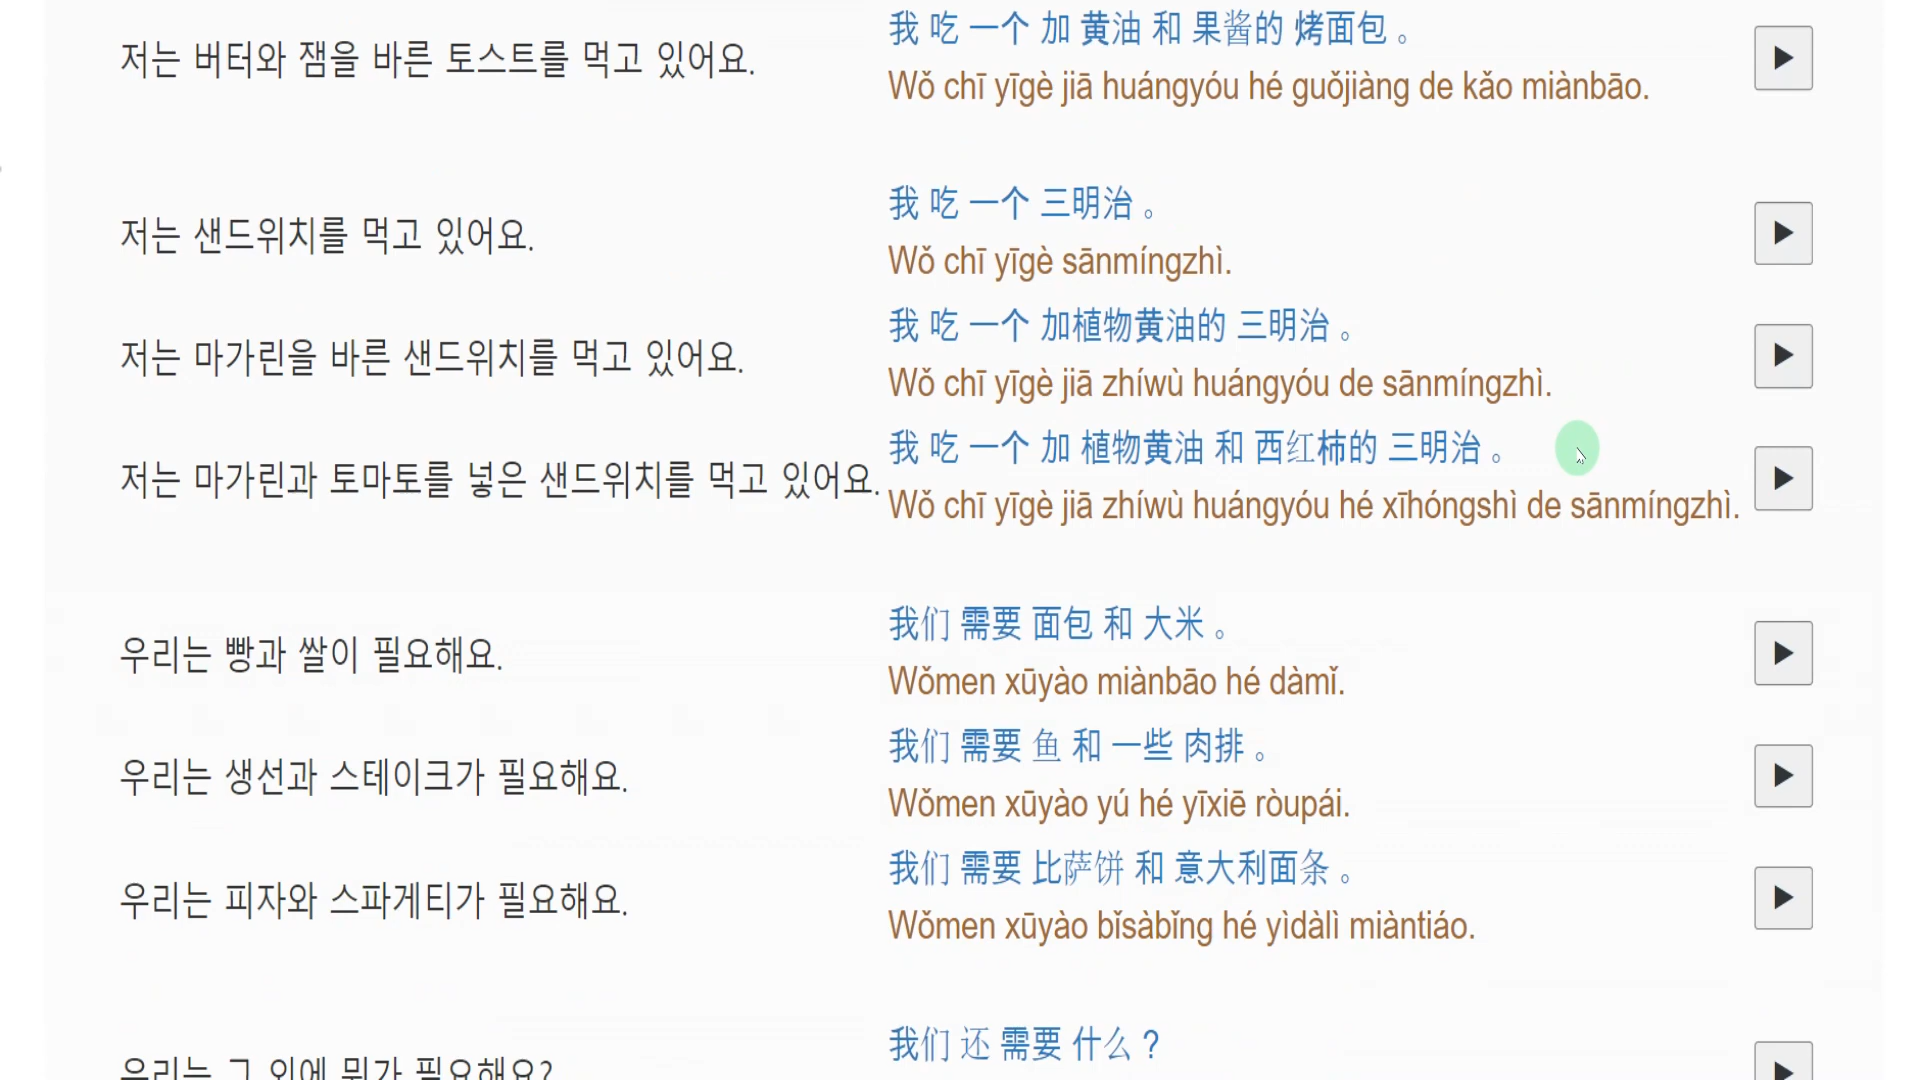 저는 버터와 잼을 바른 토스트를 먹고 있어요.
我 吃 一个 加 黄油 和 果酱的 烤面包 。
Wǒ chī yīgè jiā huángyóu hé guǒjiàng de kǎo miànbāo.
저는 샌드위치를 먹고 있어요.
我 吃 一个 三明治 。
Wǒ chī yīgè sānmíngzhì.
저는 마가린을 바른 샌드위치를 먹고 있어요.
我 吃 一个 加植物黄油的 三明治 。
Wǒ chī yīgè jiā zhíwù huángyóu de sānmíngzhì.
저는 마가린과 토마토를 넣은 샌드위치를 먹고 있어요.
我 吃 一个 加 植物黄油 和 西红柿的 三明治 。
Wǒ chī yīgè jiā zhíwù huángyóu hé xīhóngshì de sānmíngzhì.
우리는 빵과 쌀이 필요해요.
我们 需要 面包 和 大米 。
Wǒmen xūyào miànbāo hé dàmǐ.
우리는 생선과 스테이크가 필요해요.
我们 需要 鱼 和 一些 肉排 。
Wǒmen xūyào yú hé yīxiē ròupái.
우리는 피자와 스파게티가 필요해요.
我们 需要 比萨饼 和 意大利面条 。
Wǒmen xūyào bǐsàbǐng hé yìdàlì miàntiáo.
우리는 그 외에 뭐가 필요해요?
我们 还 需要 什么 ?